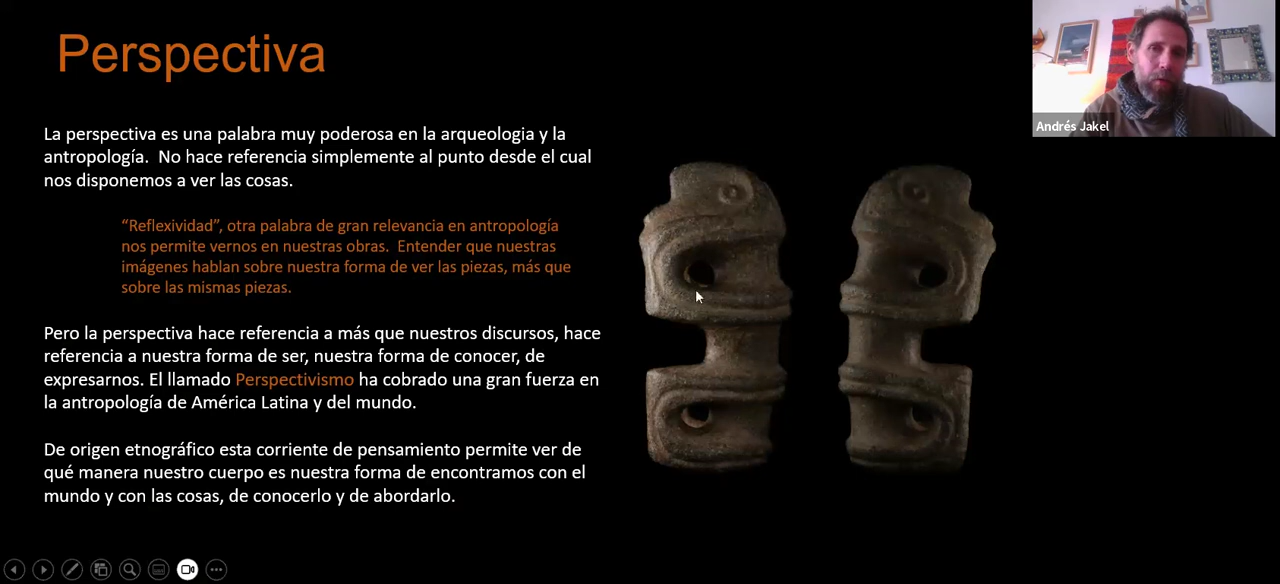 Perspectiva
La perspectiva es una palabra muy poderosa en la arqueologia y la
antropología. No hace referencia simplemente al punto desde el cual
nos disponemos a ver las cosas.
“Reflexividad”, otra palabra de gran relevancia en antropología
nos permite vernos en nuestras obras. Entender que nuestras
imágenes hablan sobre nuestra forma de ver las piezas, más que
sobre las mismas piezas.
Pero la perspectiva hace referencia a más que nuestros discursos, hace
referencia a nuestra forma de ser, nuestra forma de conocer, de
expresarnos. El llamado Perspectivismo ha cobrado una gran fuerza en
la antropología de América Latina y del mundo.
De origen etnográfico esta corriente de pensamiento permite ver de
qué manera nuestro cuerpo es nuestra forma de encontramos con el
mundo y con las cosas, de conocerlo y de abordarlo.
Andrés Jakel